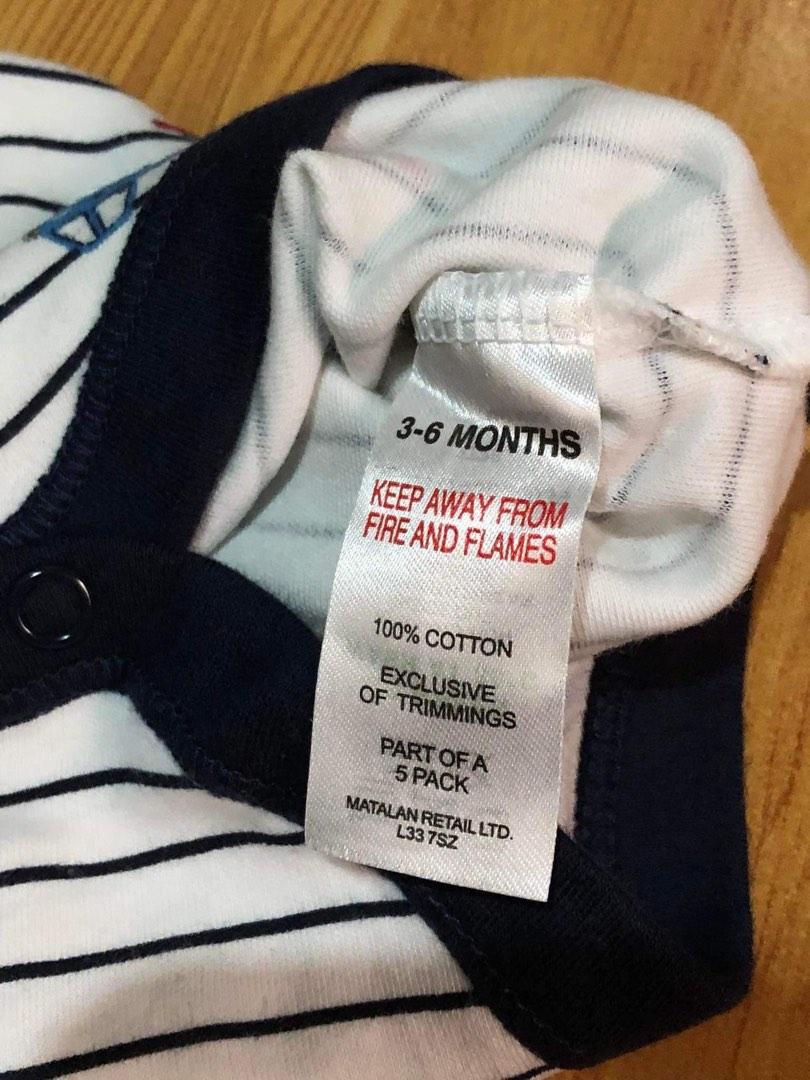 3-6 MONTHS
KEEP AWAY FROM
FIRE AND FLAMES
100% COTTON
EXCLUSIVE
OF TRIMMINGS
PART OF A
5 PACK
MATALAN RETAIL LTD.
L33 7SZ